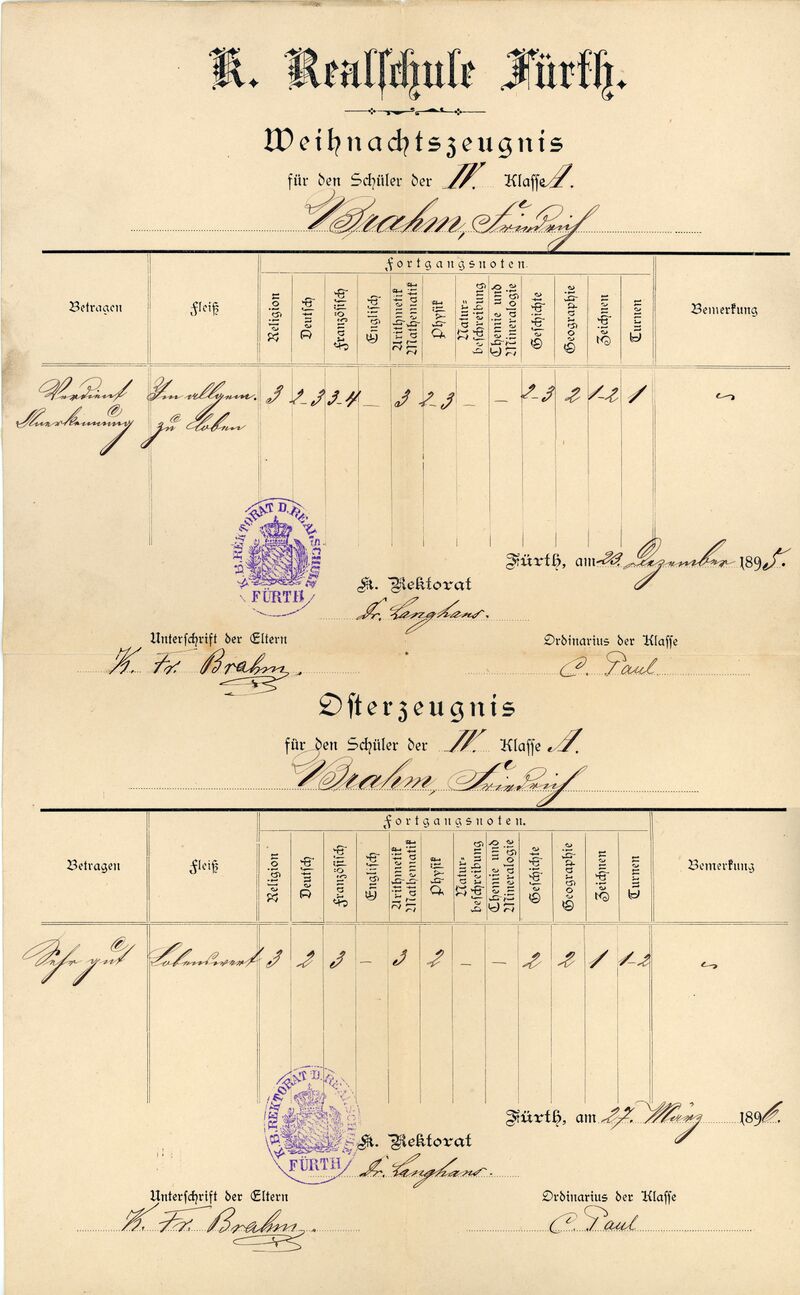 K. Realschule Fürth.
Weihnachtszeugnis
für den Schüler der IV. Klasse A.
Brahm, Friedrich
Betragen Fleiß Fortgangsnoten. Bemerkung
Religion Deutsch Französisch Englisch Arithmetik Mathematik Physik Naturbeschreibung Chemie und Mineralogie Geschichte Geographie Zeichnen Turnen
Verdient Im allgem. 3 2-3 3-4 – 3 2-3 – – 2-3 2 1-2 1
Anerkennung zu loben
K. B. REKTORAT D. REALSCHULE
FÜRTH
Fürth, am 23. Dezember 1895.
K. Rektorat
Dr. Langhans.
Unterschrift der Eltern Ordinarius der Klasse
K. Fr. Brahm. C. Paul
Osterzeugnis
für den Schüler der IV. Klasse A.
Brahm, Friedrich
Betragen Fleiß Fortgangsnoten. Bemerkung
Religion Deutsch Französisch Englisch Arithmetik Mathematik Physik Naturbeschreibung Chemie und Mineralogie Geschichte Geographie Zeichnen Turnen
Sehr gut Lobenswert 3 2 3 – 3 2 – – 2 2 1 1-2
K. B. REKTORAT D. REALSCHULE
FÜRTH
Fürth, am 27. März 1896.
K. Rektorat
Dr. Langhans.
Unterschrift der Eltern Ordinarius der Klasse
K. Fr. Brahm. C. Paul